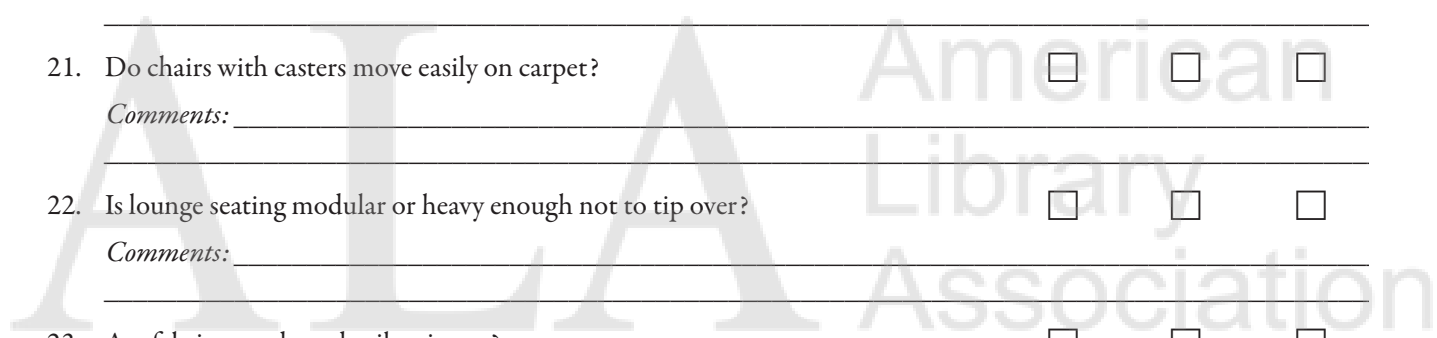 21. Do chairs with casters move easily on carpet?
Comments:
22. Is lounge seating modular or heavy enough not to tip over?
Comments:
ALA American
Library
Association